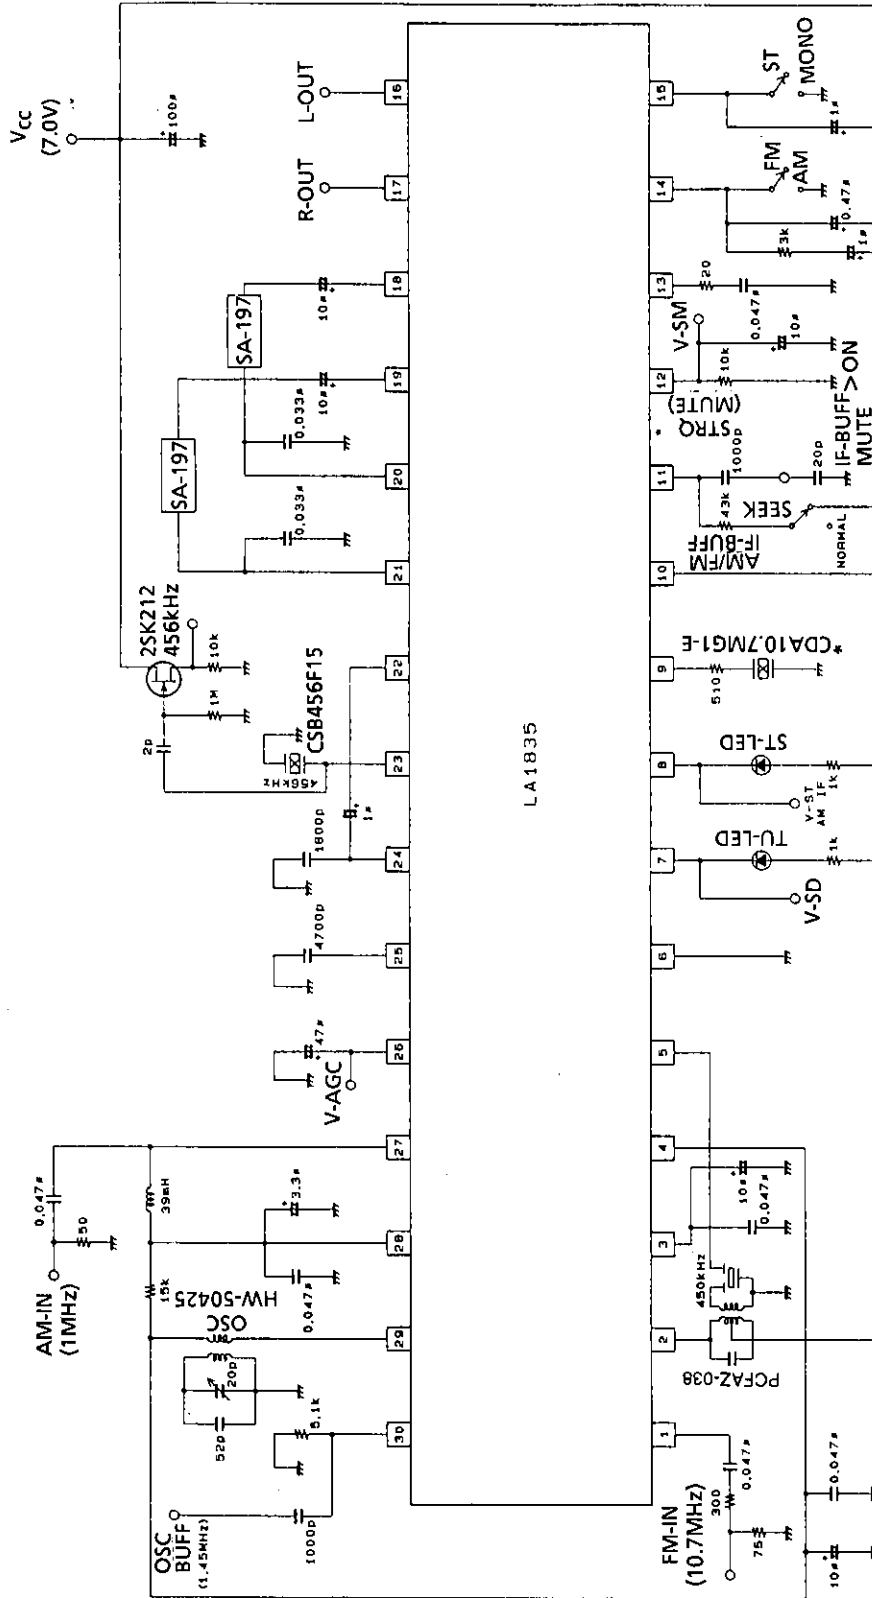 VCC
(7.0V)
100μ
L-OUT
R-OUT
SA-197
SA-197
10μ
10μ
0.033μ
0.033μ
2SK212
456kHz
10k
1M
2p
CSB456F15
456kHz
1μ
1800p
4700p
47μ
V-AGC
AM-IN
(1MHz)
0.047μ
50
39mH
15k
3.3μ
0.047μ
HW-50425
OSC
20p
52p
5.1k
OSC
BUFF
(1.45MHz)
1000p
16
17
18
19
20
21
22
23
24
25
26
27
28
29
30
LA1835
15
14
13
12
11
10
9
8
7
6
5
4
3
2
1
ST
MONO
1μ
FM
AM
0.47μ
3k
1μ
20
0.047μ
V-SM
10μ
10k
STRQ
(MUTE)
1000p
20p
IF-BUFF
MUTE
>ON
43k
SEEK
NORMAL
AM/FM
IF-BUFF
510
*CDA10.7MG1-E
ST-LED
V-ST
AM IF
1k
TU-LED
1k
V-SD
10μ
0.047μ
450kHz
PCFAZ-038
FM-IN
(10.7MHz)
300
0.047μ
75
0.047μ
10μ